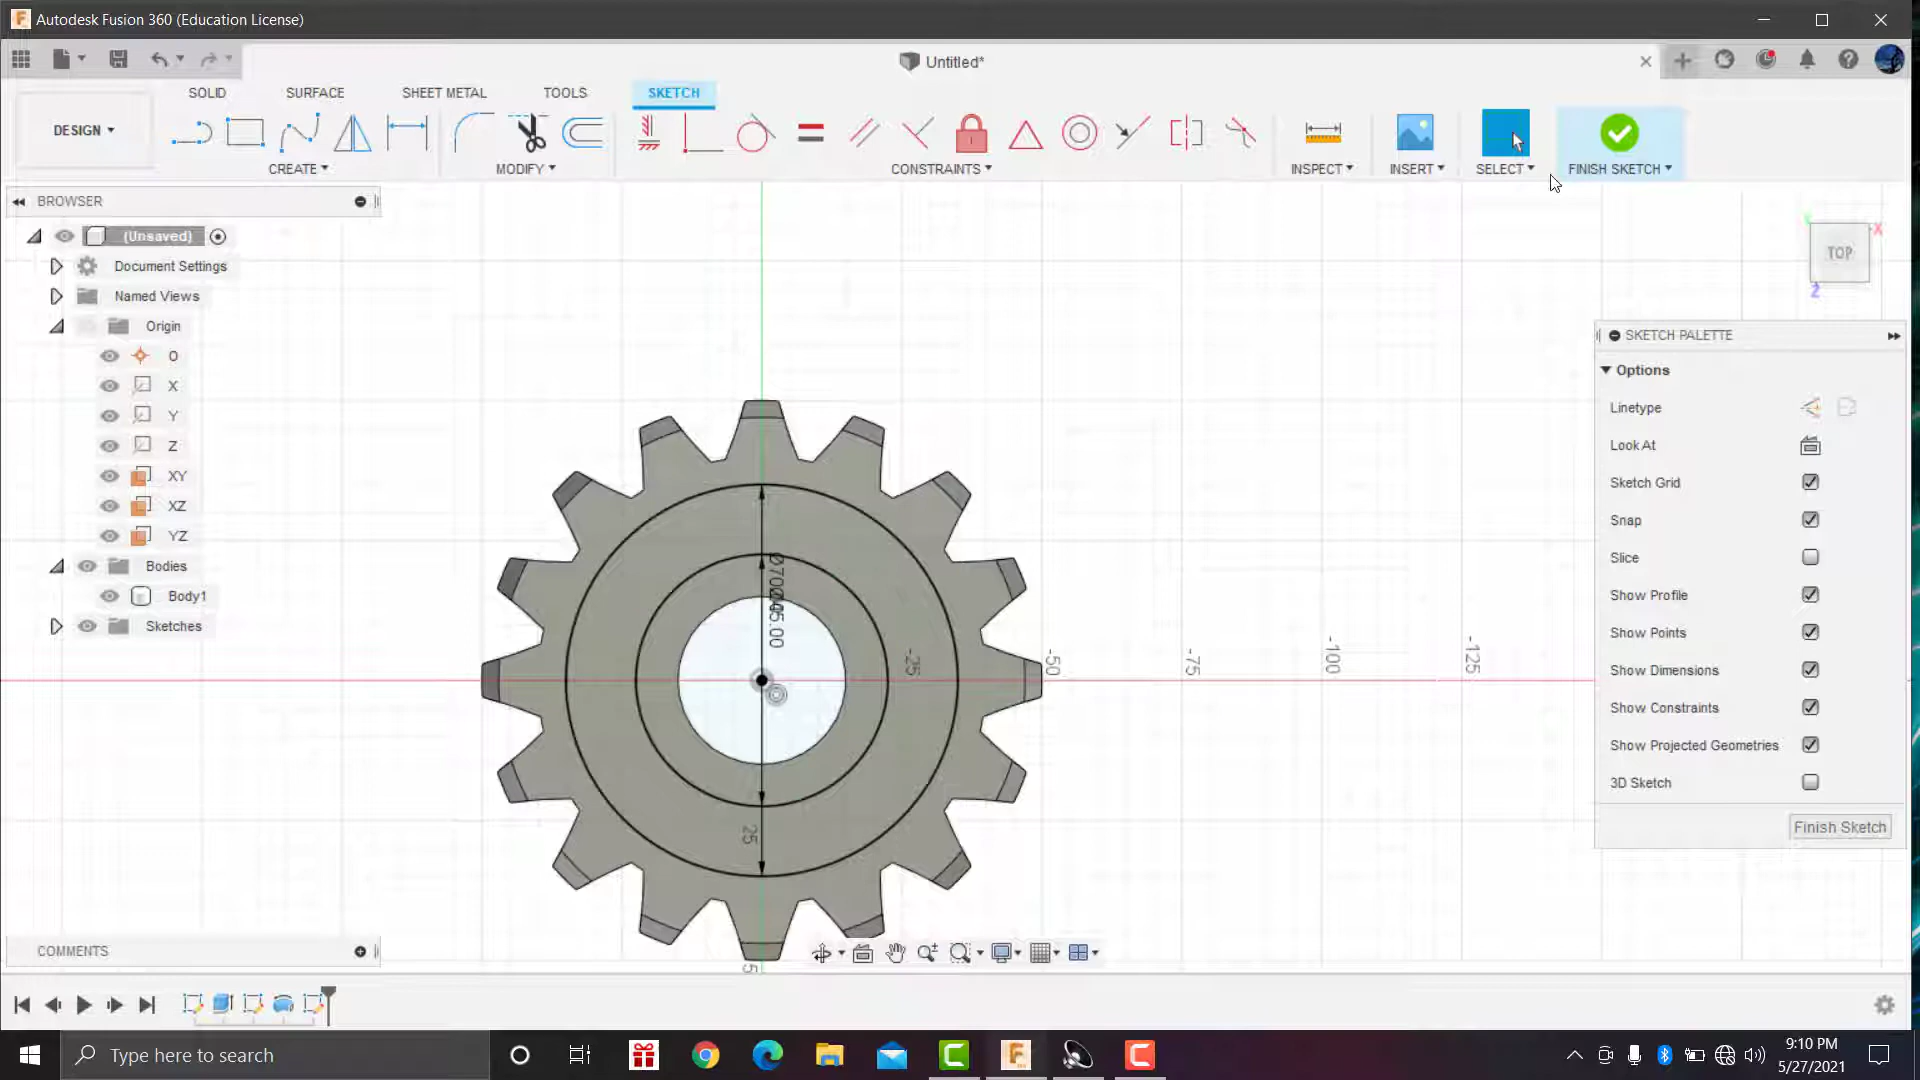 Autodesk Fusion 360 (Education License)
Untitled*
SOLID
SURFACE
SHEET METAL
TOOLS
SKETCH
DESIGN
CREATE
MODIFY
CONSTRAINTS
INSPECT
INSERT
SELECT
FINISH SKETCH
BROWSER
(Unsaved)
Document Settings
Named Views
Origin
O
X
Y
Z
XY
XZ
YZ
Bodies
Body1
Sketches
TOP
X
Z
SKETCH PALETTE
Options
Linetype
Look At
Sketch Grid
Snap
Slice
Show Profile
Show Points
Show Dimensions
Show Constraints
Show Projected Geometries
3D Sketch
Finish Sketch
-25
-50
-75
-100
-125
25
COMMENTS
Type here to search
9:10 PM
5/27/2021